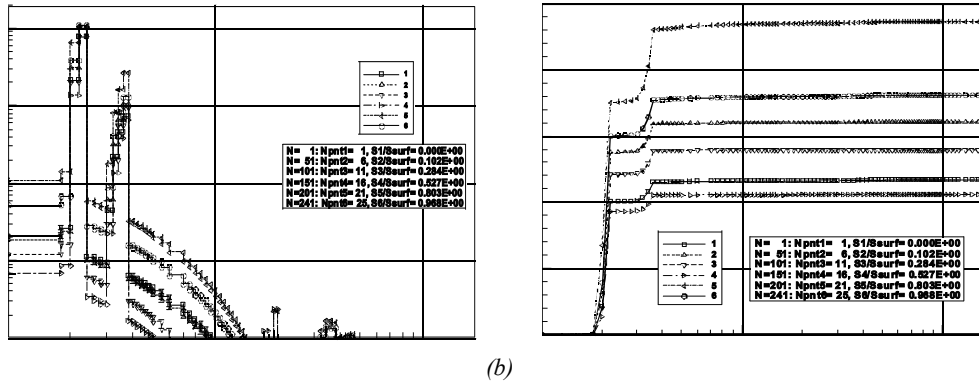 1
2
3
4
5
6
N= 1: Npnt1= 1, S1/Ssurf= 0.000E+00
N= 51: Npnt2= 6, S2/Ssurf= 0.102E+00
N=101: Npnt3= 11, S3/Ssurf= 0.284E+00
N=151: Npnt4= 16, S4/Ssurf= 0.527E+00
N=201: Npnt5= 21, S5/Ssurf= 0.803E+00
N=241: Npnt6= 25, S6/Ssurf= 0.968E+00
1
2
3
4
5
6
N= 1: Npnt1= 1, S1/Ssurf= 0.000E+00
N= 51: Npnt2= 6, S2/Ssurf= 0.102E+00
N=101: Npnt3= 11, S3/Ssurf= 0.284E+00
N=151: Npnt4= 16, S4/Ssurf= 0.527E+00
N=201: Npnt5= 21, S5/Ssurf= 0.803E+00
N=241: Npnt6= 25, S6/Ssurf= 0.968E+00
(b)